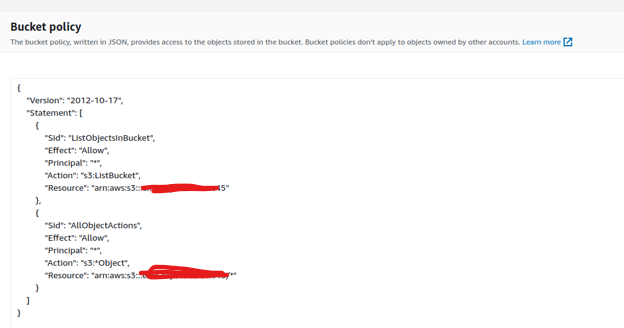 Bucket policy
The bucket policy, written in JSON, provides access to the objects stored in the bucket. Bucket policies don't apply to objects owned by other accounts. Learn more
{
"Version": "2012-10-17",
"Statement": [
{
"Sid": "ListObjectsInBucket",
"Effect": "Allow",
"Principal": "*",
"Action": "s3:ListBucket",
"Resource": "arn:aws:s3::
},
{
"Sid": "AllObjectActions",
"Effect": "Allow",
"Principal": "*",
"Action": "s3:*Object",
"Resource": "arn:aws:s3:: /*"
}
]
}